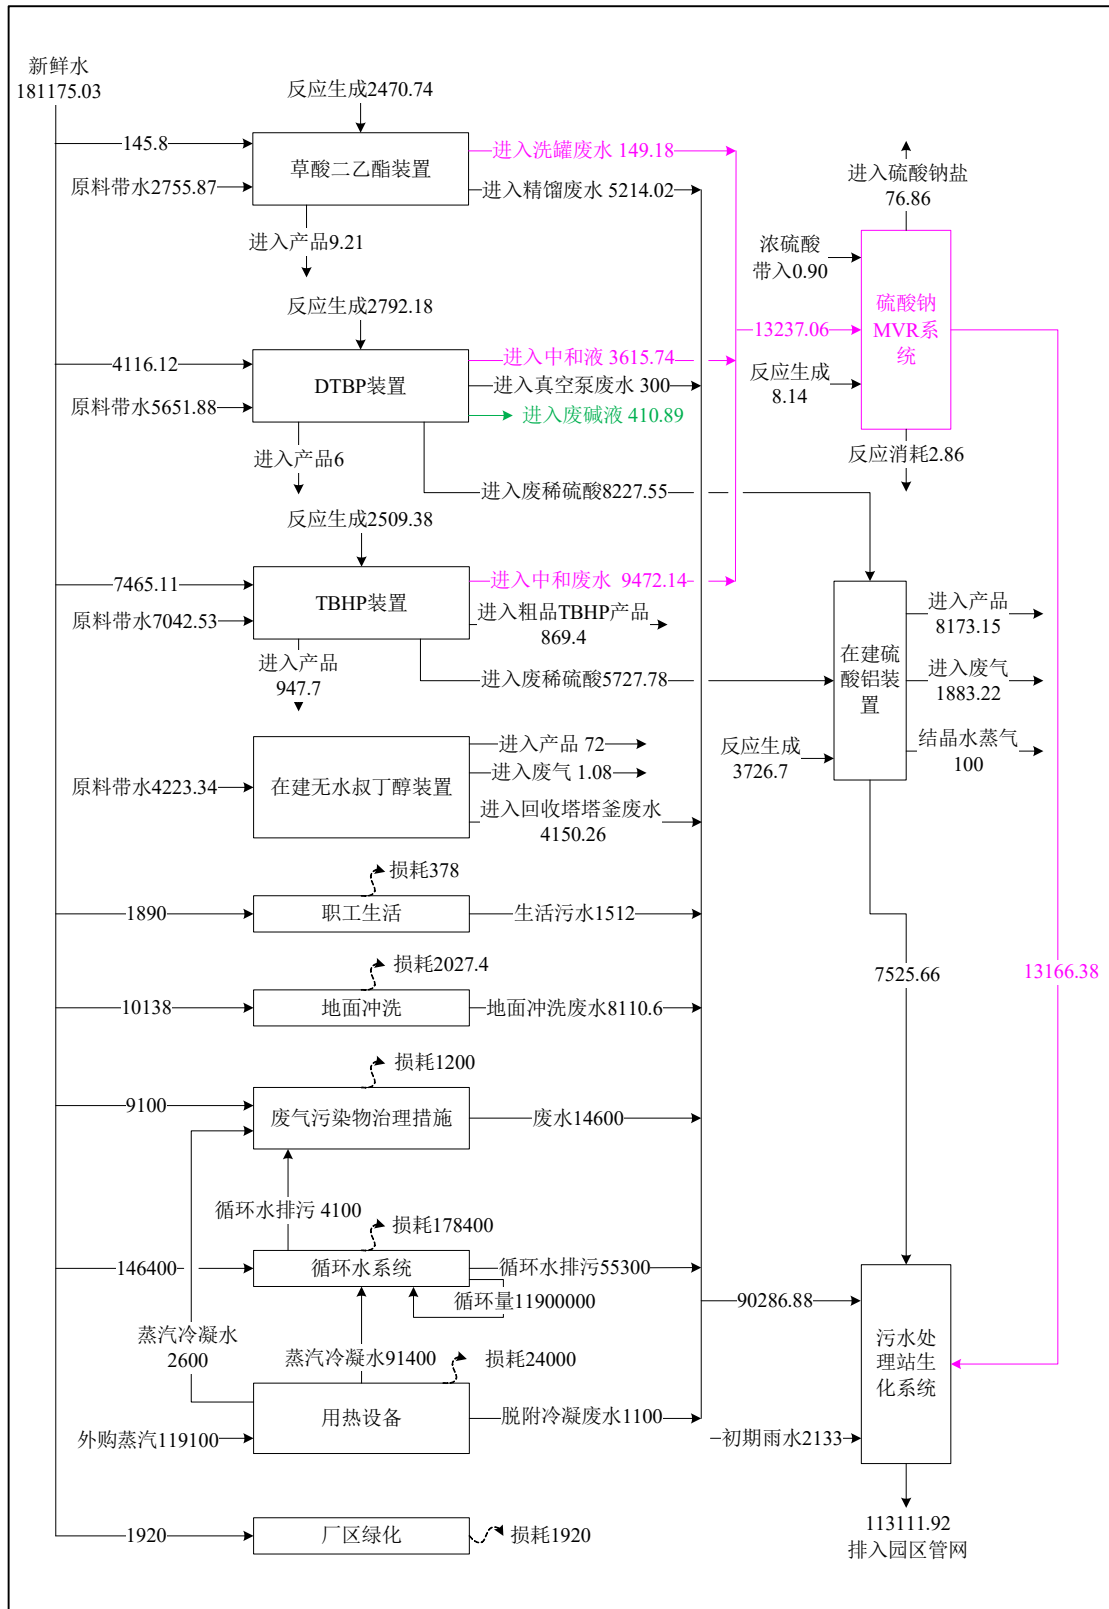 新鲜水
181175.03
反应生成2470.74
145.8
草酸二乙酯装置
进入洗罐废水 149.18
原料带水2755.87
进入精馏废水 5214.02
进入产品9.21
进入硫酸钠盐
76.86
浓硫酸
带入0.90
硫酸钠
MVR系
统
13237.06
反应生成
8.14
反应消耗2.86
反应生成2792.18
4116.12
DTBP装置
进入中和液 3615.74
进入真空泵废水 300
原料带水5651.88
进入废碱液 410.89
进入产品6
进入废稀硫酸8227.55
反应生成2509.38
7465.11
TBHP装置
进入中和废水 9472.14
原料带水7042.53
进入粗品TBHP产品
869.4
进入产品
947.7
进入废稀硫酸5727.78
在建硫
酸铝装
置
进入产品
8173.15
进入废气
1883.22
结晶水蒸气
100
反应生成
3726.7
原料带水4223.34
在建无水叔丁醇装置
进入产品 72
进入废气 1.08
进入回收塔塔釜废水
4150.26
损耗378
1890
职工生活
生活污水1512
损耗2027.4
10138
地面冲洗
地面冲洗废水8110.6
7525.66
13166.38
损耗1200
9100
废气污染物治理措施
废水14600
循环水排污 4100
损耗178400
146400
循环水系统
循环水排污55300
循环量11900000
90286.88
蒸汽冷凝水
2600
蒸汽冷凝水91400
损耗24000
污水处
理站生
化系统
用热设备
脱附冷凝废水1100
外购蒸汽119100
初期雨水2133
1920
厂区绿化
损耗1920
113111.92
排入园区管网